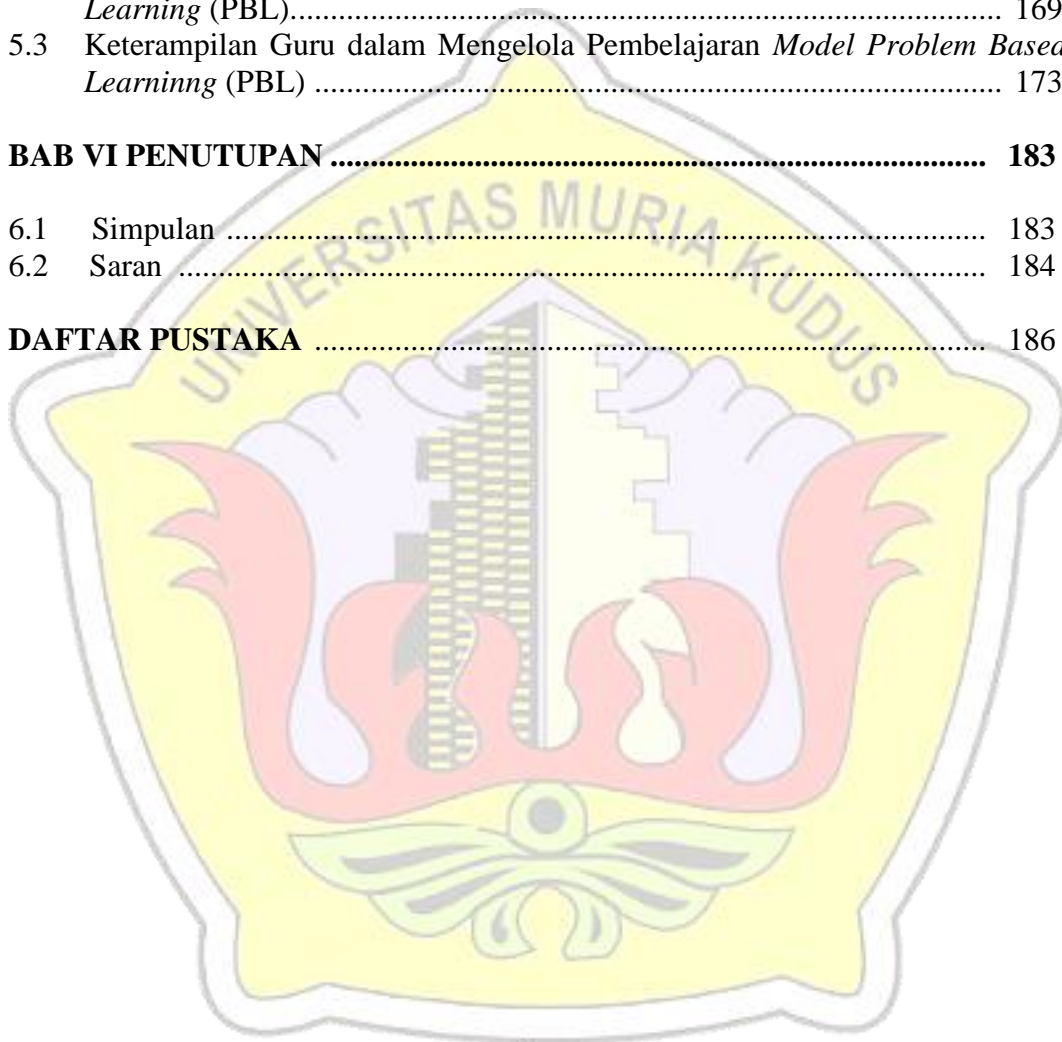 Learning (PBL)........................................................................................ 169
5.3 Keterampilan Guru dalam Mengelola Pembelajaran Model Problem Based
Learninng (PBL) ..................................................................................... 173
BAB VI PENUTUPAN ................................................................................. 183
6.1 Simpulan .............................................................................................. 183
6.2 Saran .................................................................................................... 184
DAFTAR PUSTAKA ................................................................................... 186
UNIVERSITAS MURIA KUDUS